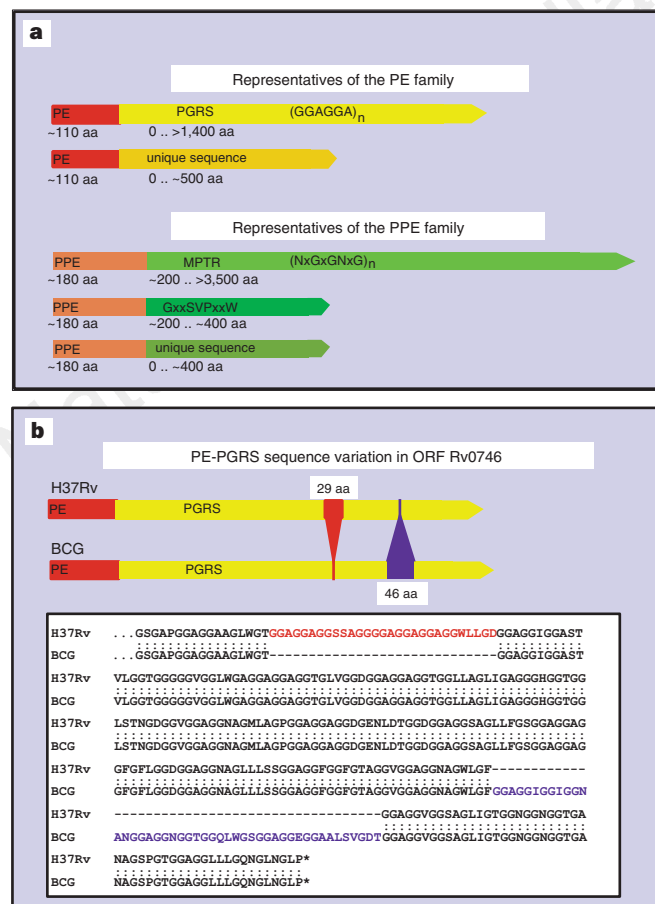 a
Representatives of the PE family
PE PGRS (GGAGGA)n
~110 aa 0 .. >1,400 aa
PE unique sequence
~110 aa 0 .. ~500 aa
Representatives of the PPE family
PPE MPTR (NxGxGNxG)n
~180 aa ~200 .. >3,500 aa
PPE GxxSVPxxW
~180 aa ~200 .. ~400 aa
PPE unique sequence
~180 aa 0 .. ~400 aa
b
PE-PGRS sequence variation in ORF Rv0746
H37Rv 29 aa
PE PGRS
BCG
PE PGRS
46 aa
H37Rv ...GSGAPGGAGGAAGLWGTGGAGGAGGSSAGGGGAGGAGGAGGWLLGDGGAGGIGGAST
BCG ...GSGAPGGAGGAAGLWGT-----------------------------GGAGGIGGAST
H37Rv VLGGTGGGGGVGGLWGAGGAGGAGGTGLVGGDGGAGGAGGTGGLLAGLIGAGGGHGGTGG
BCG VLGGTGGGGGVGGLWGAGGAGGAGGTGLVGGDGGAGGAGGTGGLLAGLIGAGGGHGGTGG
H37Rv LSTNGDGGVGGAGGNAGMLAGPGGAGGAGGDGENLDTGGDGGAGGSAGLLFGSGGAGGAG
BCG LSTNGDGGVGGAGGNAGMLAGPGGAGGAGGDGENLDTGGDGGAGGSAGLLFGSGGAGGAG
H37Rv GFGFLGGDGGAGGNAGLLLSSGGAGGFGGFGTAGGVGGAGGNAGWLGF------------
BCG GFGFLGGDGGAGGNAGLLLSSGGAGGFGGFGTAGGVGGAGGNAGWLGFGGAGGIGGIGGN
H37Rv ----------------------------------GGAGGVGGSAGLIGTGGNGGNGGTGA
BCG ANGGAGGNGGTGGQLWGSGGAGGEGGAALSVGDTGGAGGVGGSAGLIGTGGNGGNGGTGA
H37Rv NAGSPGTGGAGGLLLGQNGLNGLP*
BCG NAGSPGTGGAGGLLLGQNGLNGLP*